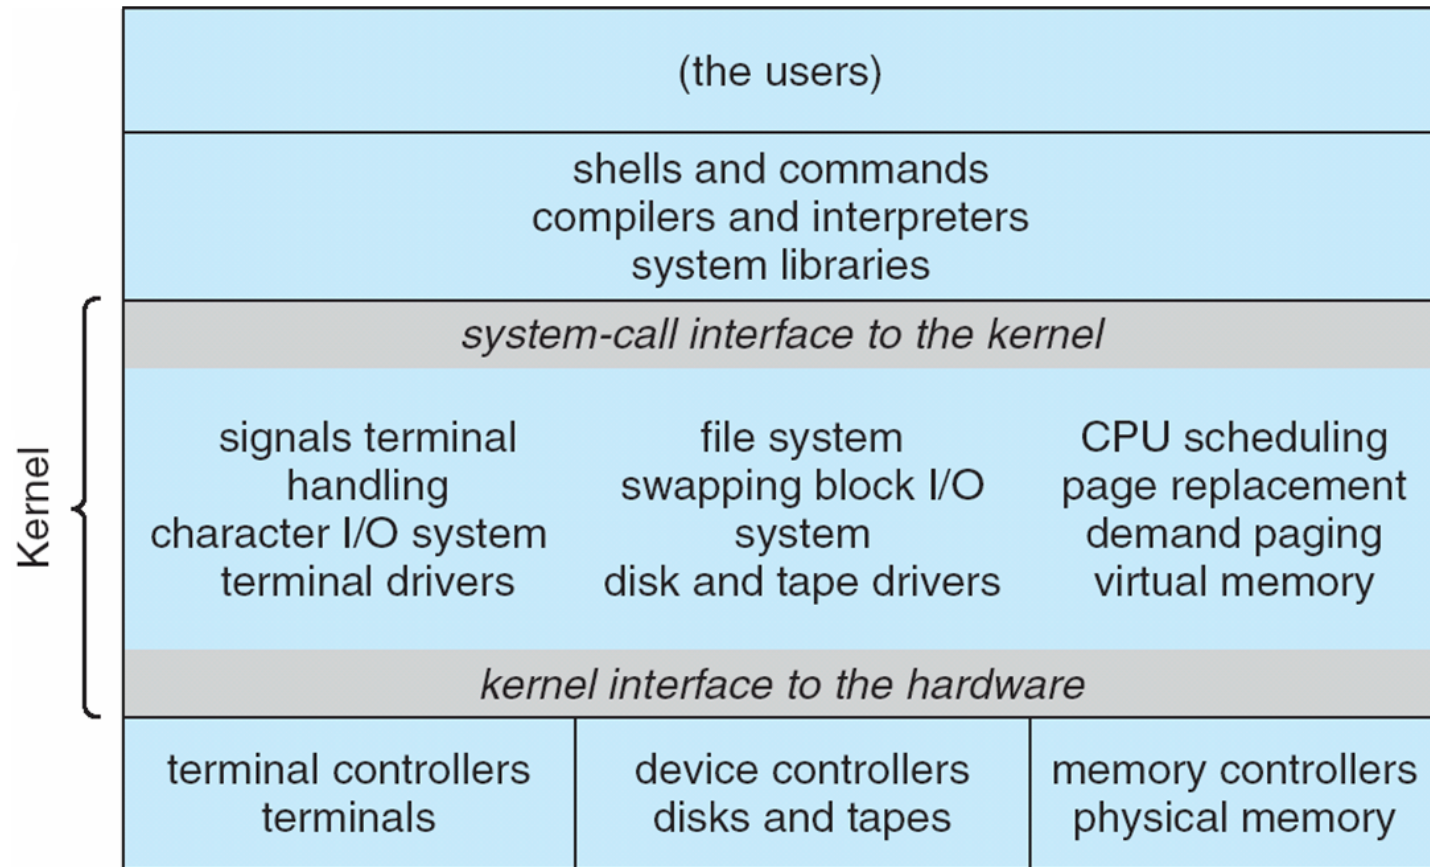 (the users)
shells and commands
compilers and interpreters
system libraries
Kernel
system-call interface to the kernel
signals terminal
handling
character I/O system
terminal drivers
file system
swapping block I/O
system
disk and tape drivers
CPU scheduling
page replacement
demand paging
virtual memory
kernel interface to the hardware
terminal controllers
terminals
device controllers
disks and tapes
memory controllers
physical memory